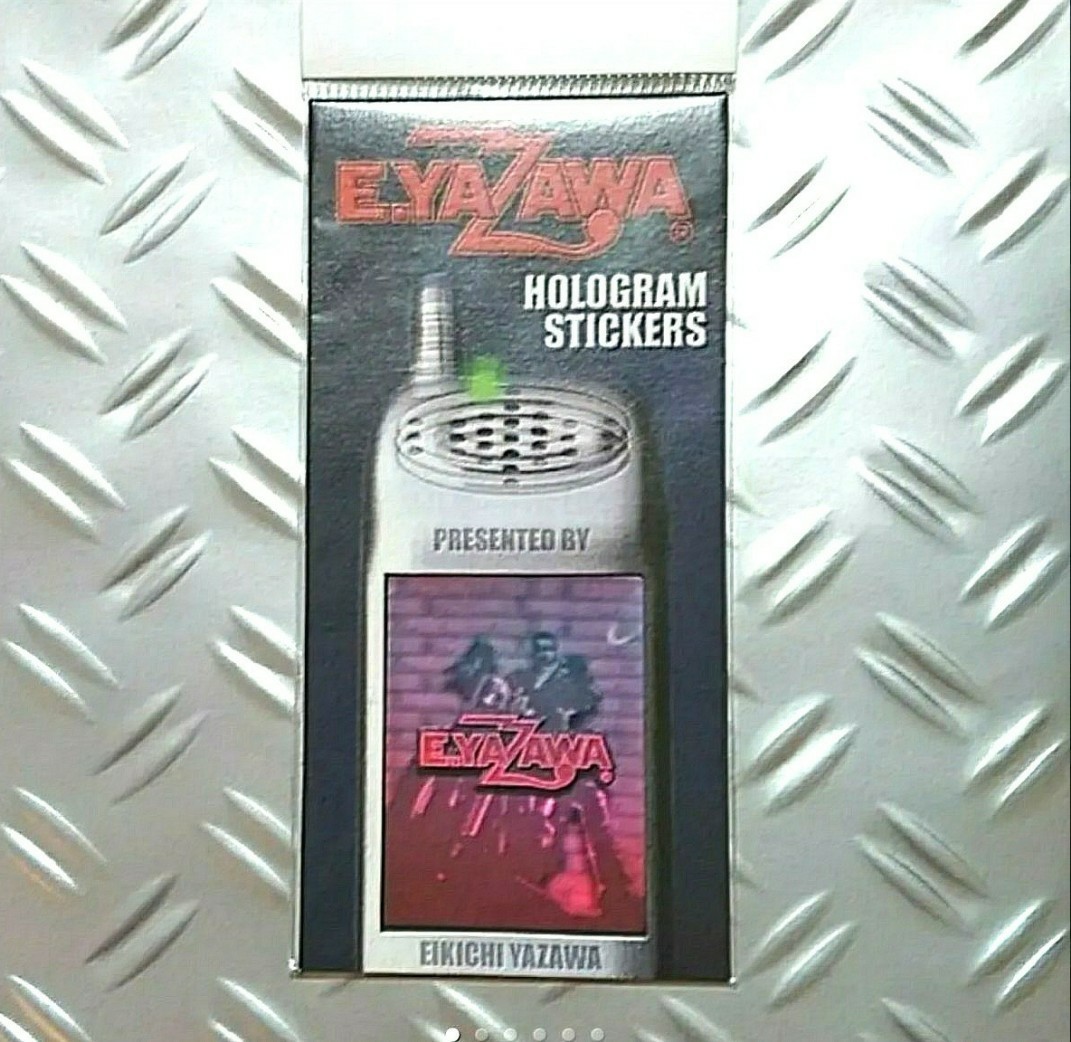 E.YAZAWA®
HOLOGRAM
STICKERS
PRESENTED BY
E.YAZAWA
EIKICHI YAZAWA